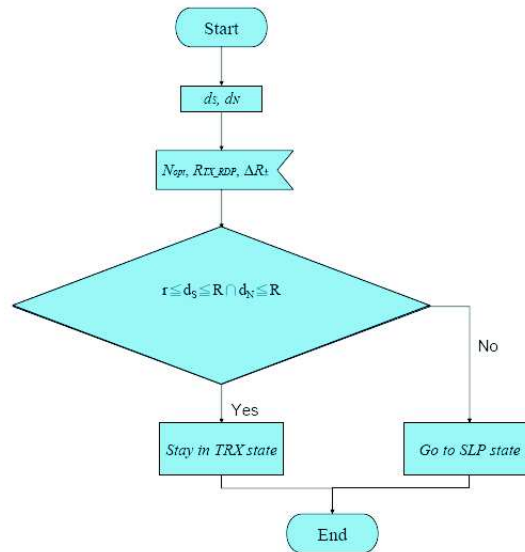 Start
dS, dN
Nopt, RTX_RDP, ΔRt
r≦dS≦R∩dN≦R
No
Yes
Stay in TRX state
Go to SLP state
End